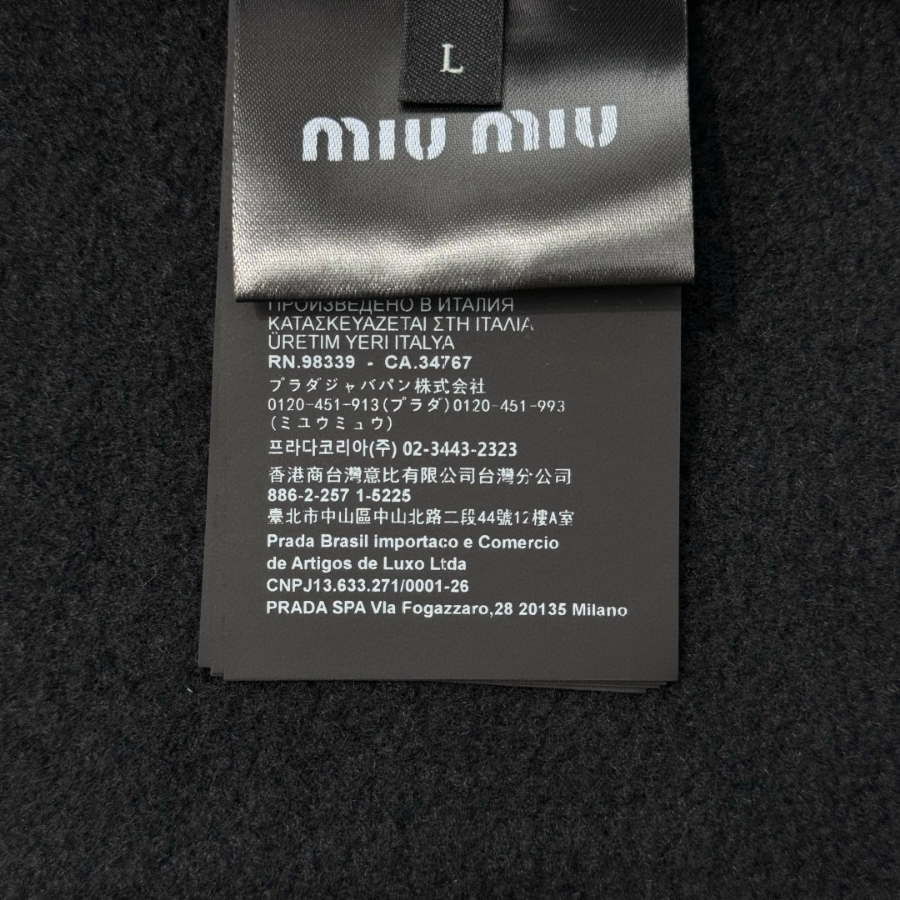 L
miu miu
ПРОИЗВЕДЕНО В ИТАЛИЯ
ΚΑΤΑΣΚΕΥΑΖΕΤΑΙ ΣΤΗ ΙΤΑΛΙΑ
ÜRETIM YERI ITALYA
RN.98339 - CA.34767
プラダジャバパン株式会社
0120-451-913(プラダ)0120-451-993
(ミユウミュウ)
프라다코리아(주) 02-3443-2323
香港商台灣意比有限公司台灣分公司
886-2-257 1-5225
臺北市中山區中山北路二段44號12樓A室
Prada Brasil importaco e Comercio
de Artigos de Luxo Ltda
CNPJ13.633.271/0001-26
PRADA SPA VIa Fogazzaro,28 20135 Milano